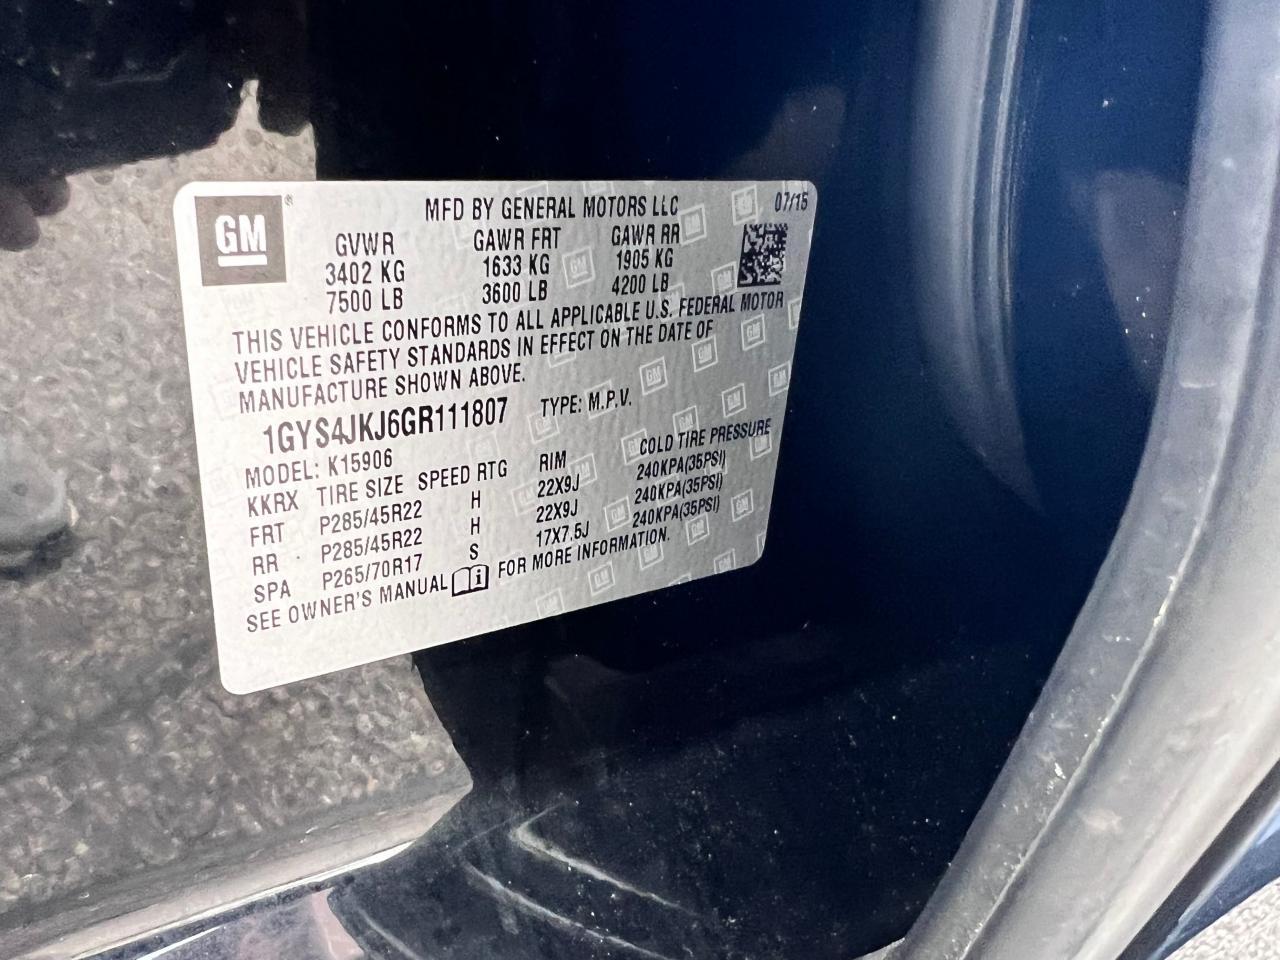 GM ®
MFD BY GENERAL MOTORS LLC 07/15
GVWR GAWR FRT GAWR RR
3402 KG 1633 KG 1905 KG
7500 LB 3600 LB 4200 LB
THIS VEHICLE CONFORMS TO ALL APPLICABLE U.S. FEDERAL MOTOR
VEHICLE SAFETY STANDARDS IN EFFECT ON THE DATE OF
MANUFACTURE SHOWN ABOVE.
1GYS4JKJ6GR111807 TYPE: M.P.V.
MODEL: K15906
KKRX TIRE SIZE SPEED RTG RIM COLD TIRE PRESSURE
FRT P285/45R22 H 22X9J 240KPA(35PSI)
RR P285/45R22 H 22X9J 240KPA(35PSI)
SPA P265/70R17 S 17X7.5J 240KPA(35PSI)
SEE OWNER'S MANUAL i FOR MORE INFORMATION.